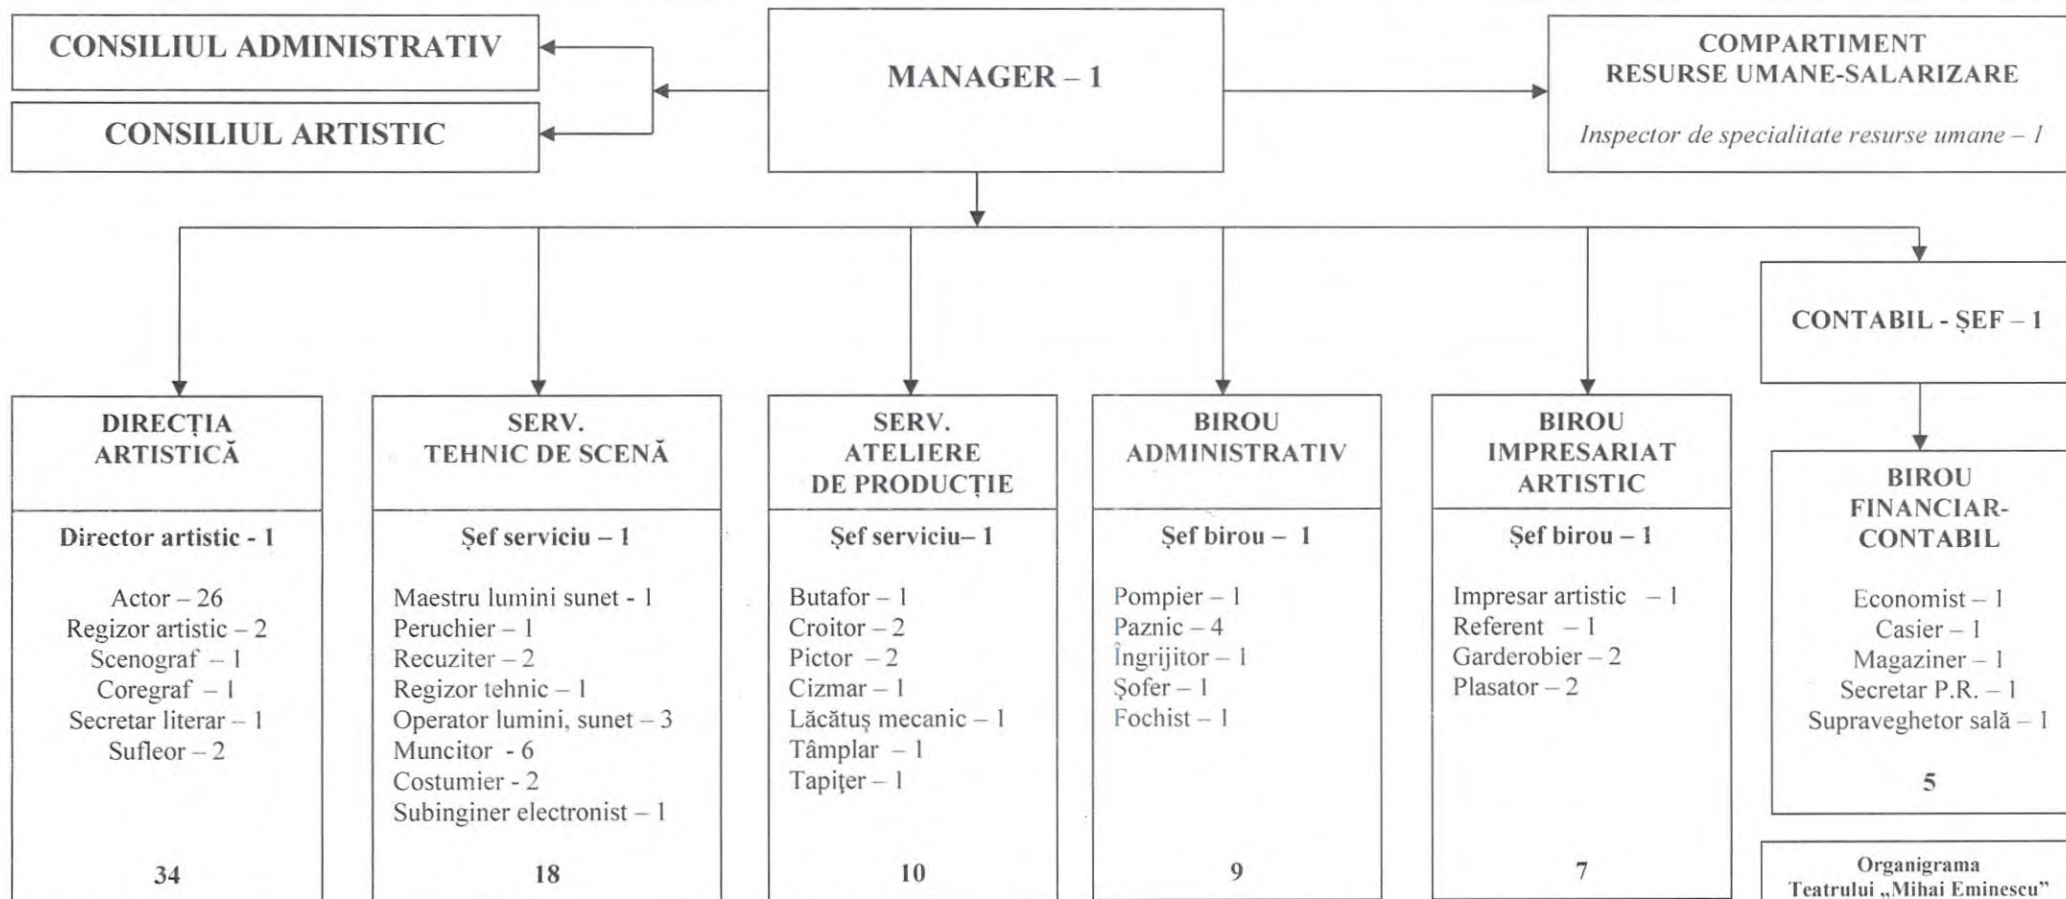 CONSILIUL ADMINISTRATIV
CONSILIUL ARTISTIC
MANAGER – 1
COMPARTIMENT
RESURSE UMANE-SALARIZARE
Inspector de specialitate resurse umane – 1
CONTABIL - ȘEF – 1
DIRECȚIA
ARTISTICĂ
Director artistic - 1
Actor – 26
Regizor artistic – 2
Scenograf – 1
Coregraf – 1
Secretar literar – 1
Sufleor – 2
34
SERV.
TEHNIC DE SCENĂ
Șef serviciu – 1
Maestru lumini sunet - 1
Peruchier – 1
Recuziter – 2
Regizor tehnic – 1
Operator lumini, sunet – 3
Muncitor - 6
Costumier - 2
Subinginer electronist – 1
18
SERV.
ATELIERE
DE PRODUCȚIE
Șef serviciu– 1
Butafor – 1
Croitor – 2
Pictor – 2
Cizmar – 1
Lăcătuș mecanic – 1
Tâmplar – 1
Tapițer – 1
10
BIROU
ADMINISTRATIV
Șef birou – 1
Pompier – 1
Paznic – 4
Îngrijitor – 1
Șofer – 1
Fochist – 1
9
BIROU
IMPRESARIAT
ARTISTIC
Șef birou – 1
Impresar artistic – 1
Referent – 1
Garderobier – 2
Plasator – 2
7
BIROU
FINANCIAR-
CONTABIL
Economist – 1
Casier – 1
Magaziner – 1
Secretar P.R. – 1
Supraveghetor sală – 1
5
Organigrama
Teatrului „Mihai Eminescu”